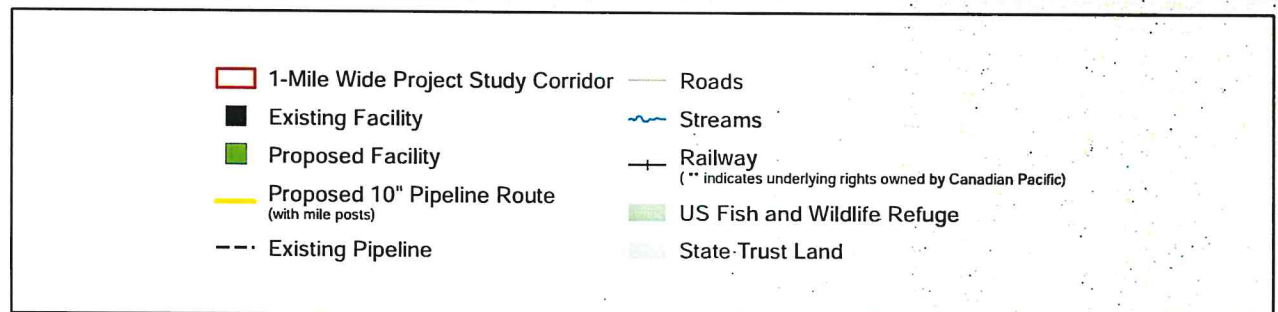 1-Mile Wide Project Study Corridor
Existing Facility
Proposed Facility
Proposed 10" Pipeline Route
(with mile posts)
Existing Pipeline
Roads
Streams
Railway
( ** indicates underlying rights owned by Canadian Pacific)
US Fish and Wildlife Refuge
State Trust Land